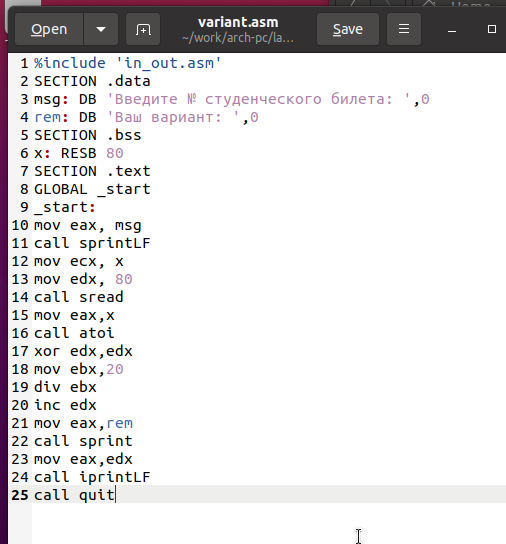 Home
Open
variant.asm
~/work/arch-pc/la...
Save
1 %include 'in_out.asm'
2 SECTION .data
3 msg: DB 'Введите № студенческого билета: ',0
4 rem: DB 'Ваш вариант: ',0
5 SECTION .bss
6 x: RESB 80
7 SECTION .text
8 GLOBAL _start
9 _start:
10 mov eax, msg
11 call sprintLF
12 mov ecx, x
13 mov edx, 80
14 call sread
15 mov eax,x
16 call atoi
17 xor edx,edx
18 mov ebx,20
19 div ebx
20 inc edx
21 mov eax,rem
22 call sprint
23 mov eax,edx
24 call iprintLF
25 call quit